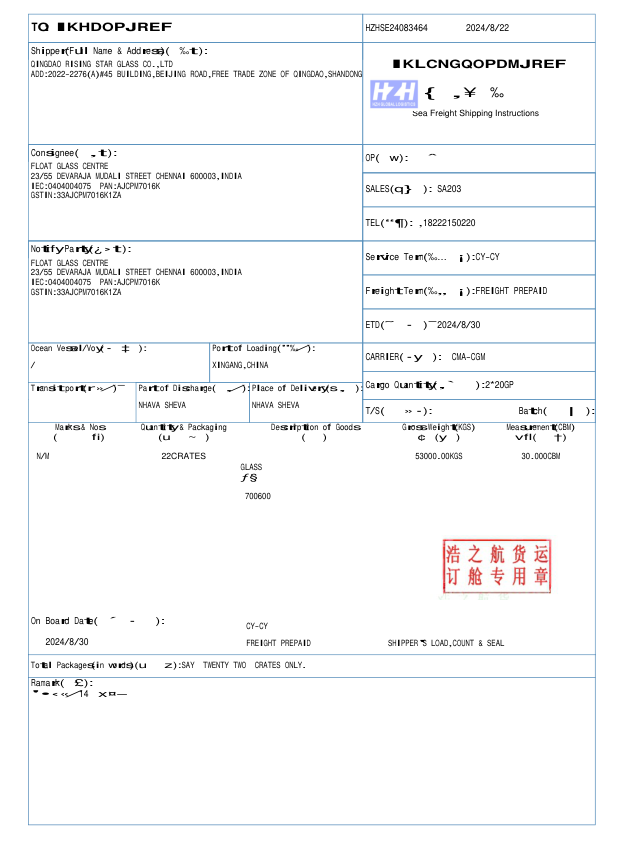 TO KHDOPJREF
HZHSE24083464 2024/8/22
Shipper(Full Name & Address)( ‰ t):
QINGDAO RISING STAR GLASS CO.,LTD
ADD:2022-2276(A)#45 BUILDING,BEIJING ROAD,FREE TRADE ZONE OF QINGDAO,SHANDONG
KLCNGQOPDMJREF
HZH
HZH GLOBAL LOGISTICS
{ „ ¥ ‰
Sea Freight Shipping Instructions
Consignee( „ t):
FLOAT GLASS CENTRE
23/55 DEVARAJA MUDALI STREET CHENNAI 600003,INDIA
IEC:0404004075 PAN:AJCPM7016K
GSTIN:33AJCPM7016K1ZA
OP( w):
SALES(q} ): SA203
TEL(““¶): ,18222150220
Notify Party(¿ > t):
FLOAT GLASS CENTRE
23/55 DEVARAJA MUDALI STREET CHENNAI 600003,INDIA
IEC:0404004075 PAN:AJCPM7016K
GSTIN:33AJCPM7016K1ZA
Service Term(‰… ¡):CY-CY
Freight Term(‰„ ¡):FREIGHT PREPAID
ETD(¯ - )¯2024/8/30
Ocean Vessel/Voy( - ‡ ):
/
Port of Loading(¨‰⁄):
XINGANG,CHINA
CARRIER( - y ): CMA-CGM
Transit port(r»⁄)¯
Part of Discharge( „⁄):
NHAVA SHEVA
Place of Delivery(s „ ):
NHAVA SHEVA
Cargo Quantity( „ ˜ ):2*20GP
T/S( » - ): Batch( ):
Marks & Nos Quantity & Packaging Description of Goods Gross Weight(KGS) Measurement(CBM)
( fi) (u ~ ) ( ) ¢ (y ) vfl( †)
N/M 22CRATES 53000.00KGS 30.000CBM
GLASS
ƒ§
700600
浩之航货运
订舱专用章
On Board Date( ˆ - ):
2024/8/30
CY-CY
FREIGHT PREPAID SHIPPER'S LOAD,COUNT & SEAL
Total Packages(in words)(u z):SAY TWENTY TWO CRATES ONLY.
Ramark( £):
14 x¤—